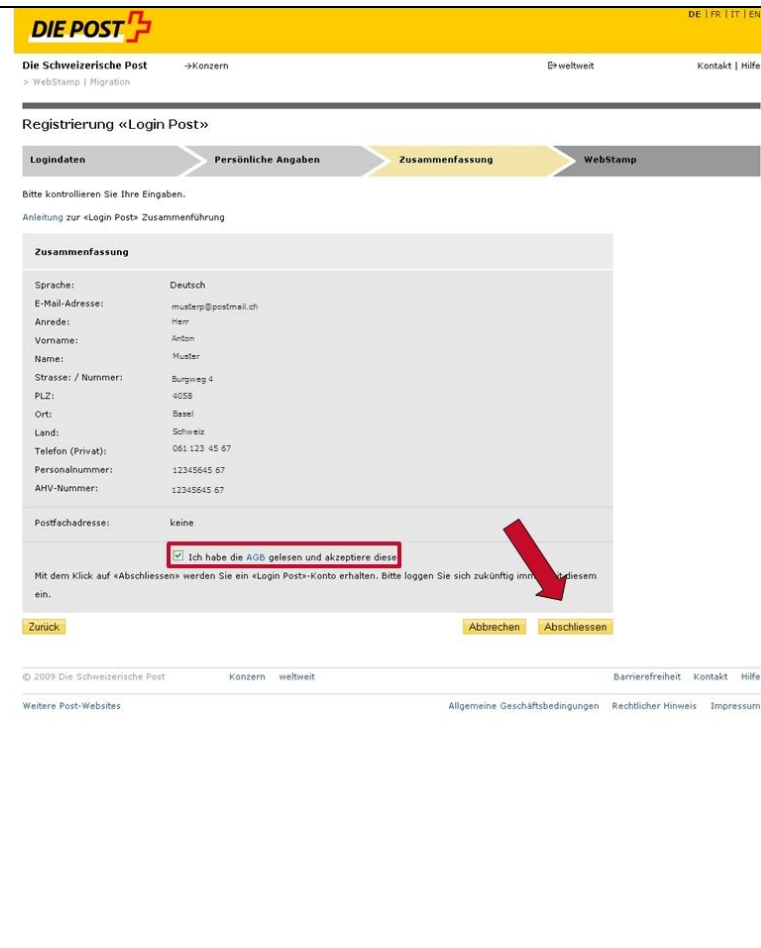 DE | FR | IT | EN
DIE POST
Die Schweizerische Post →Konzern weltweit Kontakt | Hilfe
> WebStamp | Migration
Registrierung «Login Post»
Logindaten Persönliche Angaben Zusammenfassung WebStamp
Bitte kontrollieren Sie Ihre Eingaben.
Anleitung zur «Login Post» Zusammenführung
Zusammenfassung
Sprache: Deutsch
E-Mail-Adresse: musterp@postmail.ch
Anrede: Herr
Vorname: Anton
Name: Muster
Strasse: / Nummer: Burgweg 4
PLZ: 4058
Ort: Basel
Land: Schweiz
Telefon (Privat): 061 123 45 67
Personalnummer: 12345645 67
AHV-Nummer: 12345645 67
Postfachadresse: keine
Ich habe die AGB gelesen und akzeptiere diese
Mit dem Klick auf «Abschliessen» werden Sie ein «Login Post»-Konto erhalten. Bitte loggen Sie sich zukünftig diesem
ein.
Zurück Abbrechen Abschliessen
© 2009 Die Schweizerische Post Konzern weltweit Barrierefreiheit Kontakt Hilfe
Weitere Post-Websites Allgemeine Geschäftsbedingungen Rechtlicher Hinweis Impressum